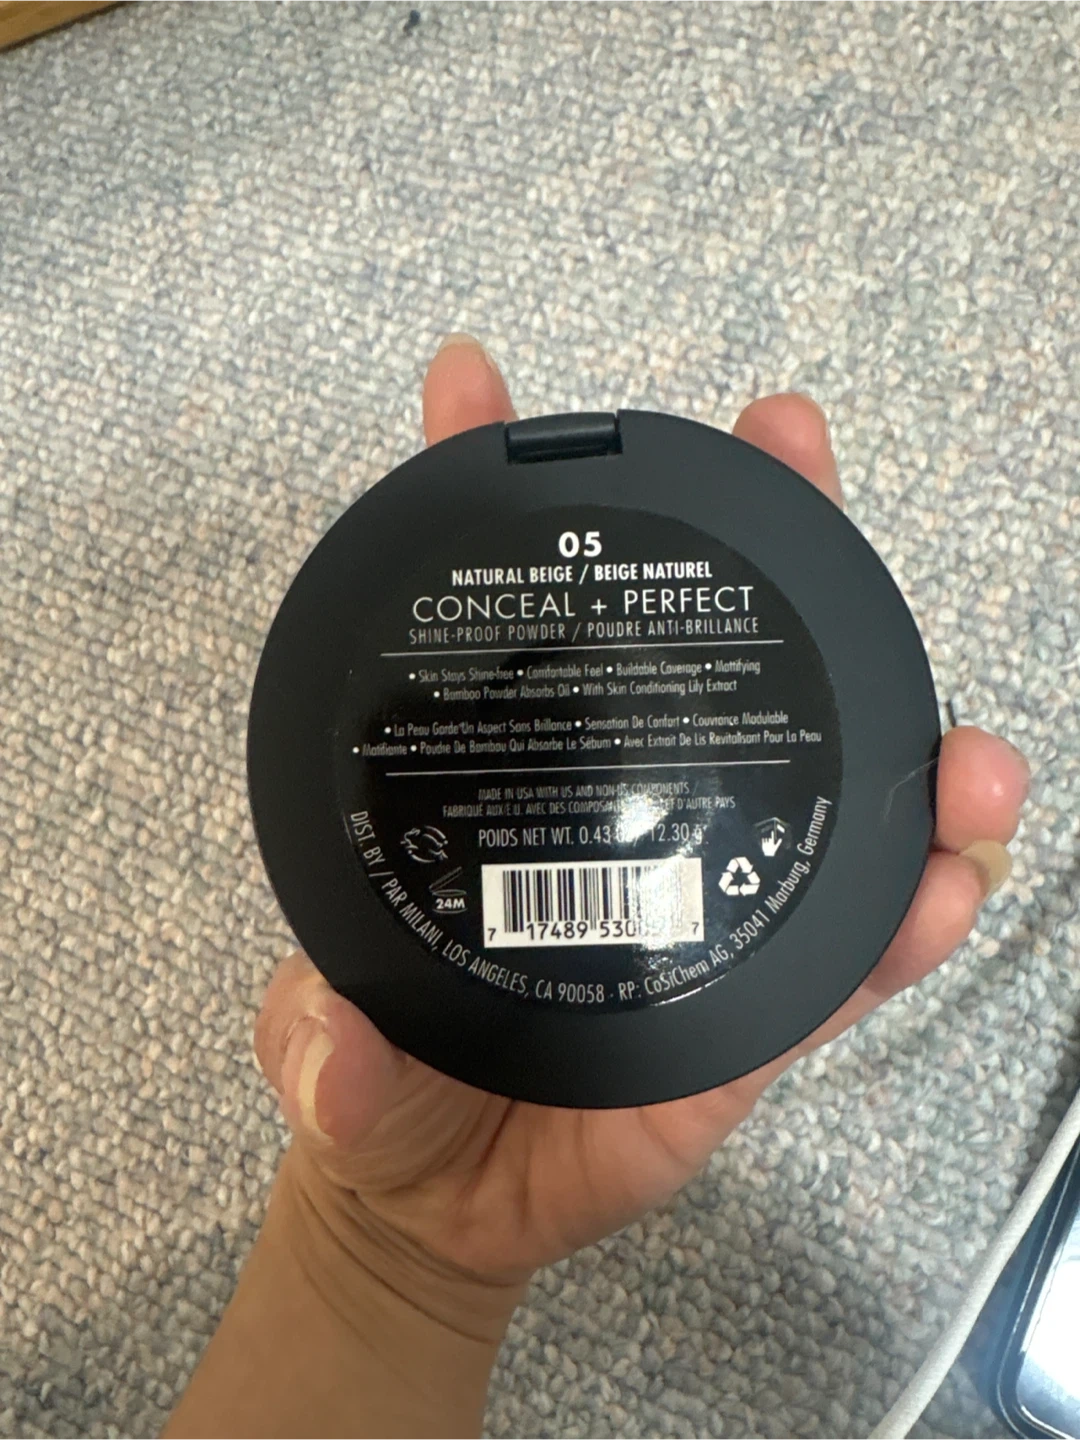 05
NATURAL BEIGE / BEIGE NATUREL
CONCEAL + PERFECT
SHINE-PROOF POWDER / POUDRE ANTI-BRILLANCE
• Skin Stays Shine-free • Comfortable Feel • Buildable Coverage • Mattifying
• Bamboo Powder Absorbs Oil • With Skin Conditioning Lily Extract
• La Peau Garde Un Aspect Sans Brillance • Sensation De Confort • Couvrance Modulable
• Matifiante • Poudre De Bambou Qui Absorbe Le Sébum • Avec Extrait De Lis Revitalisant Pour La Peau
MADE IN USA WITH US AND NON-US COMPONENTS /
FABRIQUÉ AUX É.U. AVEC DES ET D'AUTRE PAYS
POIDS NET WT. 0.43 12.30 g
24M
7 17489 7
DIST. BY / PAR MILANI, LOS ANGELES, CA 90058 · RP: CoSiChem AG, 35041 Marburg, Germany